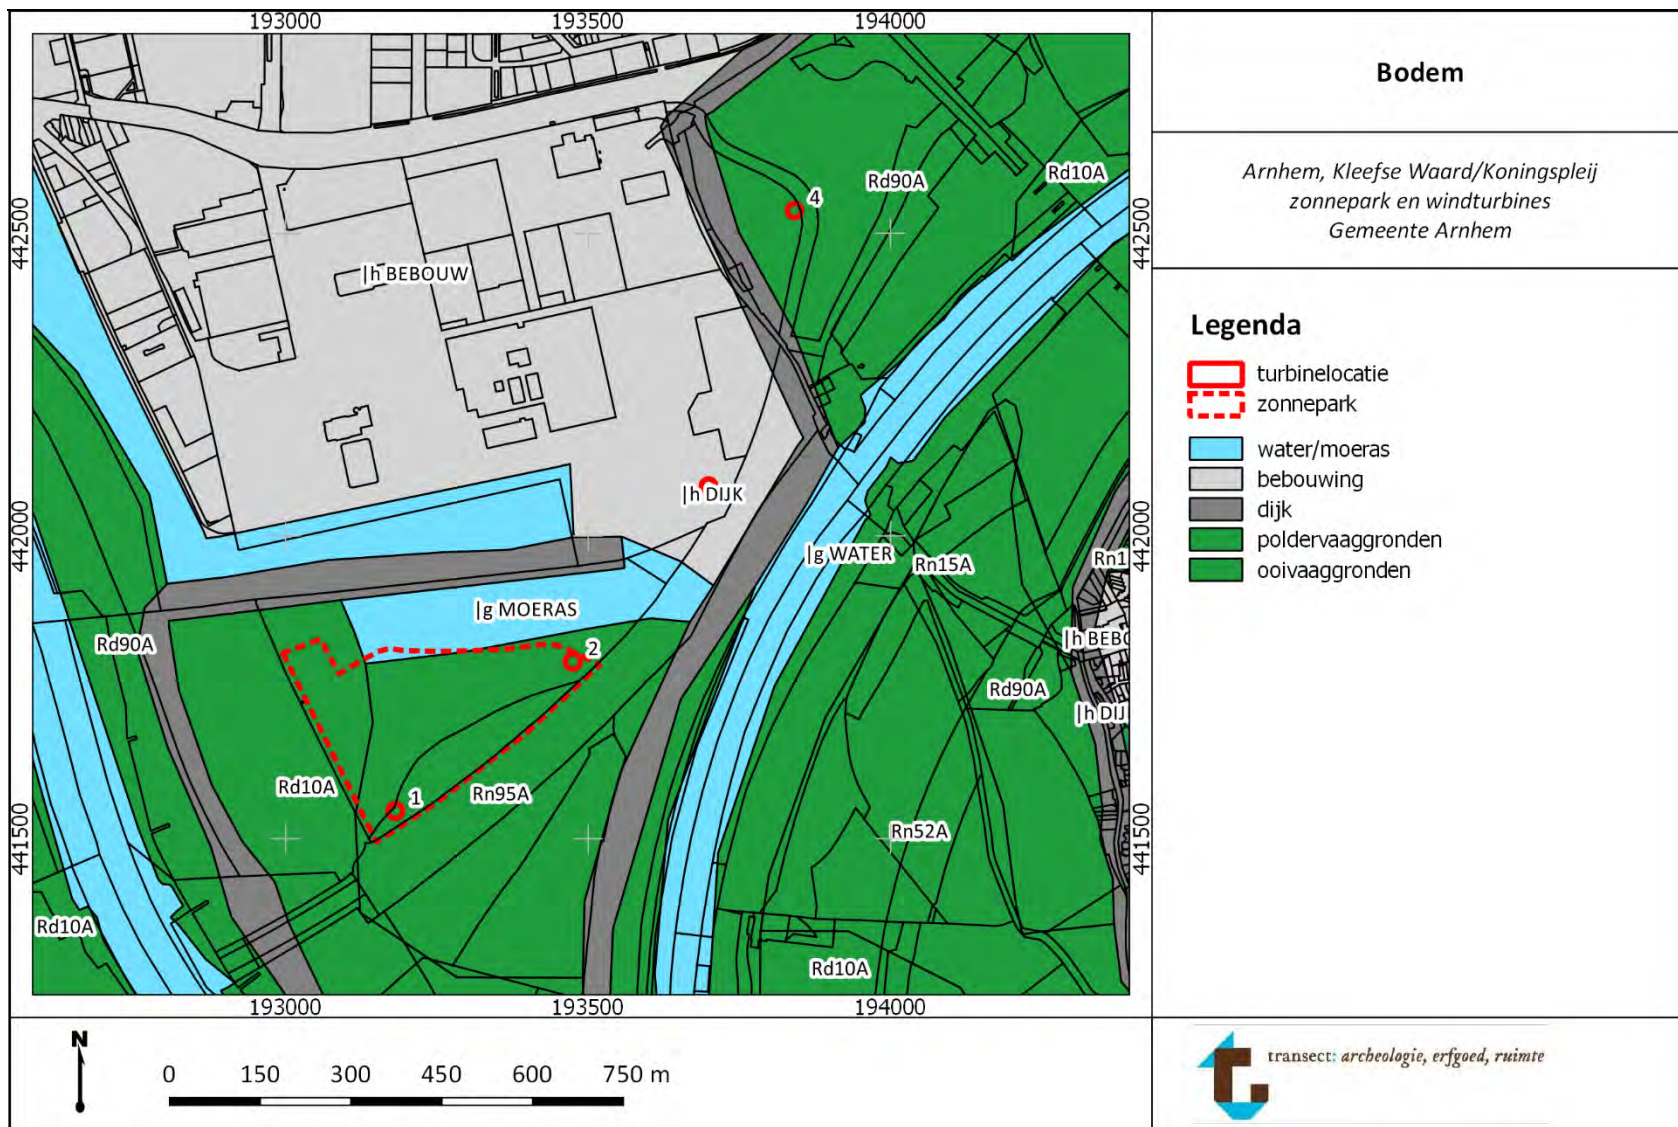 193000 193500 194000
442500
442000
441500
442500
442000
441500
193000 193500 194000
Rd10A
Rd90A
4
|h BEBOUW
|h DIJK
|g WATER
Rn15A
Rn1
|g MOERAS
|h BEBO
Rd90A
2
Rd90A
|h DIJ
Rd10A
1
Rn95A
Rn52A
Rd10A
Rd10A
N
0 150 300 450 600 750 m
Bodem
Arnhem, Kleefse Waard/Koningspleij
zonnepark en windturbines
Gemeente Arnhem
Legenda
turbinelocatie
zonnepark
water/moeras
bebouwing
dijk
poldervaaggronden
ooivaaggronden
transect: archeologie, erfgoed, ruimte